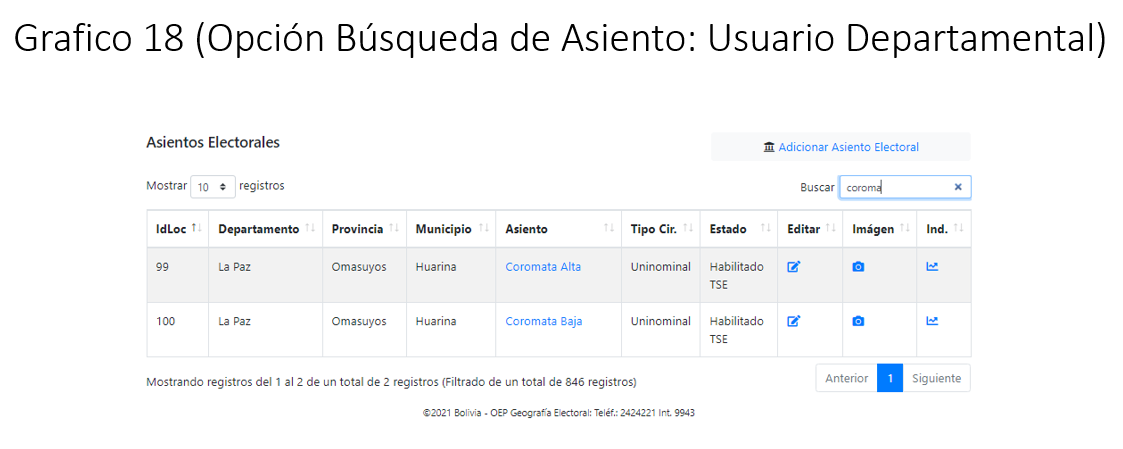 Grafico 18 (Opción Búsqueda de Asiento: Usuario Departamental)
Asientos Electorales
Adicionar Asiento Electoral
Mostrar 10 registros
Buscar coroma
IdLoc Departamento Provincia Municipio Asiento Tipo Cir. Estado Editar Imágen Ind.
99 La Paz Omasuyos Huarina Coromata Alta Uninominal Habilitado
TSE
100 La Paz Omasuyos Huarina Coromata Baja Uninominal Habilitado
TSE
Mostrando registros del 1 al 2 de un total de 2 registros (Filtrado de un total de 846 registros)
Anterior 1 Siguiente
©2021 Bolivia - OEP Geografía Electoral: Teléf.: 2424221 Int. 9943